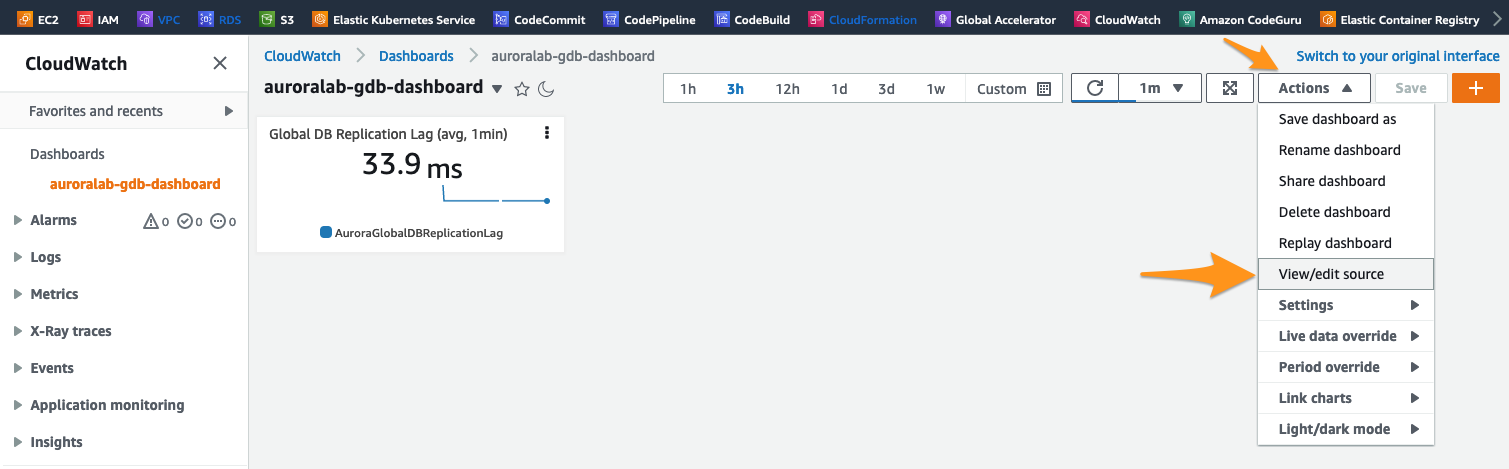 EC2 IAM VPC RDS S3 Elastic Kubernetes Service CodeCommit CodePipeline CodeBuild CloudFormation Global Accelerator CloudWatch Amazon CodeGuru Elastic Container Registry
CloudWatch
Favorites and recents
Dashboards
auroralab-gdb-dashboard
Alarms 0 0 0
Logs
Metrics
X-Ray traces
Events
Application monitoring
Insights
CloudWatch Dashboards auroralab-gdb-dashboard
Switch to your original interface
auroralab-gdb-dashboard
1h 3h 12h 1d 3d 1w Custom 1m Actions Save
Global DB Replication Lag (avg, 1min)
33.9 ms
AuroraGlobalDBReplicationLag
Save dashboard as
Rename dashboard
Share dashboard
Delete dashboard
Replay dashboard
View/edit source
Settings
Live data override
Period override
Link charts
Light/dark mode